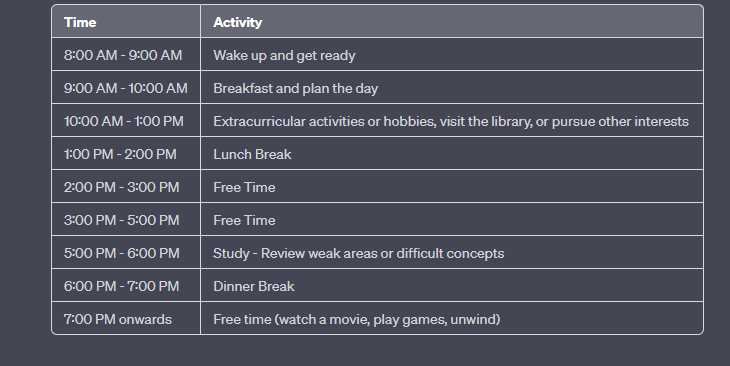 Time Activity
8:00 AM - 9:00 AM Wake up and get ready
9:00 AM - 10:00 AM Breakfast and plan the day
10:00 AM - 1:00 PM Extracurricular activities or hobbies, visit the library, or pursue other interests
1:00 PM - 2:00 PM Lunch Break
2:00 PM - 3:00 PM Free Time
3:00 PM - 5:00 PM Free Time
5:00 PM - 6:00 PM Study - Review weak areas or difficult concepts
6:00 PM - 7:00 PM Dinner Break
7:00 PM onwards Free time (watch a movie, play games, unwind)